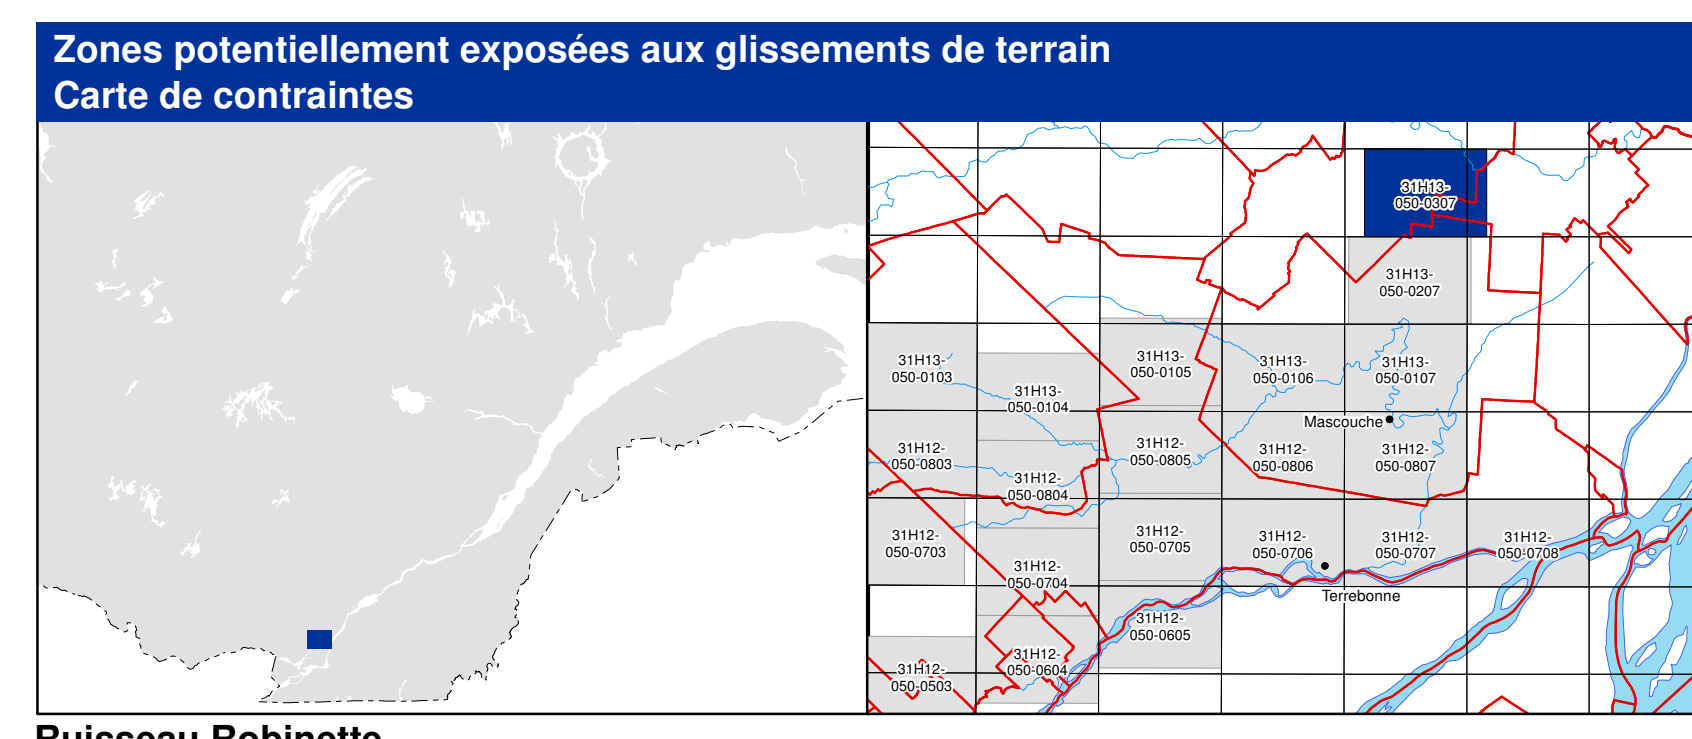 Zones potentiellement exposées aux glissements de terrain
Carte de contraintes
31H13-
050-0307
31H13-
050-0207
31H13-
050-0103
31H13-
050-0104
31H13-
050-0105
31H13-
050-0106
31H13-
050-0107
Mascouche
31H12-
050-0803
31H12-
050-0804
31H12-
050-0805
31H12-
050-0806
31H12-
050-0807
31H12-
050-0703
31H12-
050-0704
31H12-
050-0705
31H12-
050-0706
31H12-
050-0707
31H12-
050-0708
Terrebonne
31H12-
050-0605
31H12-
050-0604
31H12-
050-0503
Ruisseau Robinette